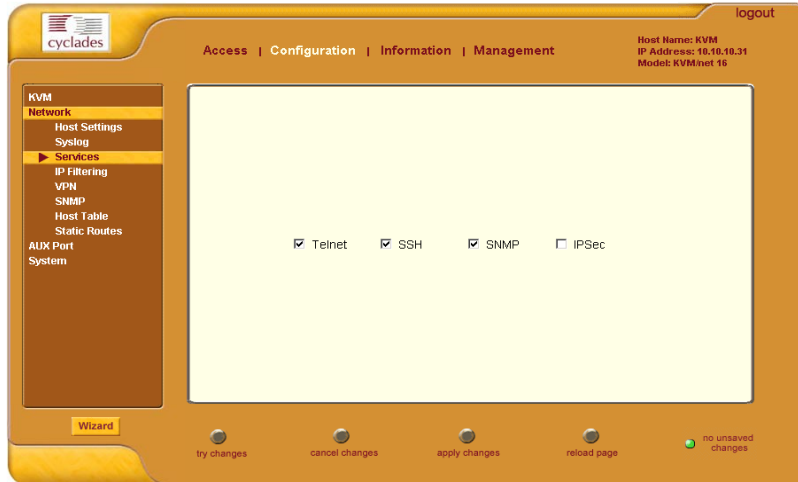 logout
cyclades
Access | Configuration | Information | Management
Host Name: KVM
IP Address: 10.10.10.31
Model: KVM/net 16
KVM
Network
Host Settings
Syslog
Services
IP Filtering
VPN
SNMP
Host Table
Static Routes
AUX Port
System
Telnet SSH SNMP IPSec
Wizard
try changes cancel changes apply changes reload page no unsaved changes